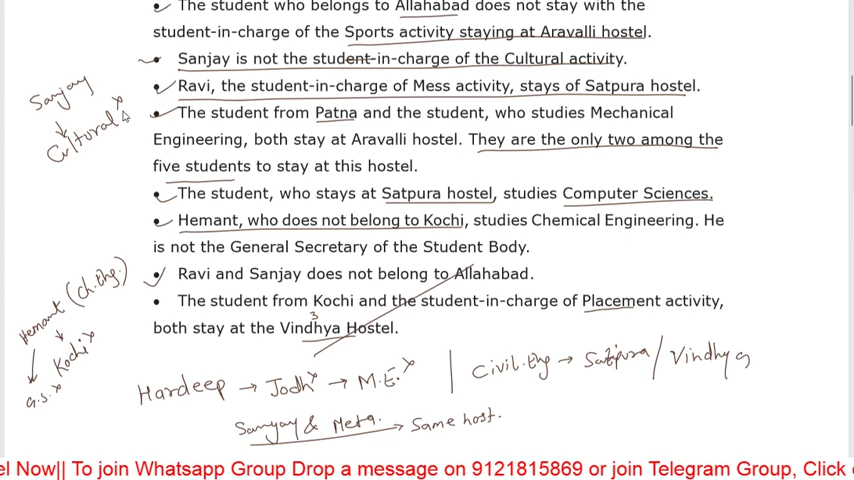 • The student who belongs to Allahabad does not stay with the
student-in-charge of the Sports activity staying at Aravalli hostel.
• Sanjay is not the student-in-charge of the Cultural activity.
• Ravi, the student-in-charge of Mess activity, stays of Satpura hostel.
• The student from Patna and the student, who studies Mechanical
Engineering, both stay at Aravalli hostel. They are the only two among the
five students to stay at this hostel.
• The student, who stays at Satpura hostel, studies Computer Sciences.
• Hemant, who does not belong to Kochi, studies Chemical Engineering. He
is not the General Secretary of the Student Body.
• Ravi and Sanjay does not belong to Allahabad.
• The student from Kochi and the student-in-charge of Placement activity,
3
both stay at the Vindhya Hostel.
Sanjay
↓
Cultural x
Hemant (Ch.Eng.)
Kochi x
G.S. x
Hardeep → Jodh x → M.E. x | Civil.Eng → Satpura / Vindhya
Sanjay & Meta. → Same host.
el Now|| To join Whatsapp Group Drop a message on 9121815869 or join Telegram Group, Click